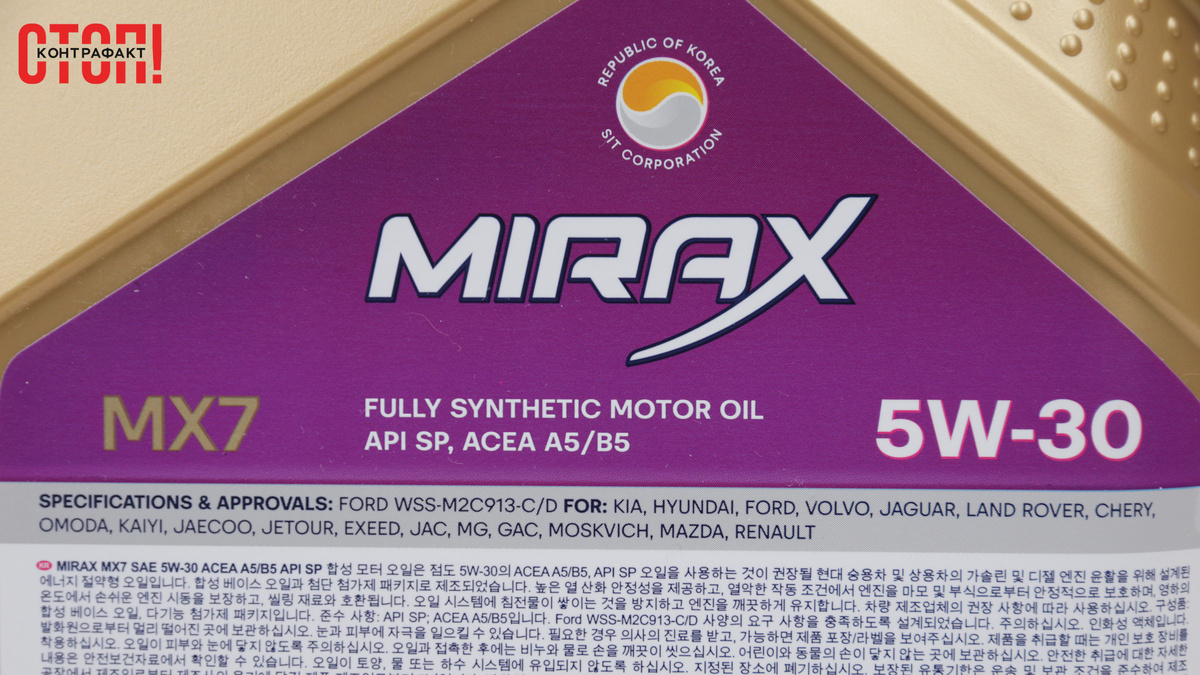 СТОП!
КОНТРАФАКТ
REPUBLIC OF KOREA
SIT CORPORATION
MIRAX
MX7
FULLY SYNTHETIC MOTOR OIL
API SP, ACEA A5/B5
5W-30
SPECIFICATIONS & APPROVALS: FORD WSS-M2C913-C/D FOR: KIA, HYUNDAI, FORD, VOLVO, JAGUAR, LAND ROVER, CHERY,
OMODA, KAIYI, JAECOO, JETOUR, EXEED, JAC, MG, GAC, MOSKVICH, MAZDA, RENAULT
KR MIRAX MX7 SAE 5W-30 ACEA A5/B5 API SP 합성 모터 오일은 점도 5W-30의 ACEA A5/B5, API SP 오일을 사용하는 것이 권장될 현대 승용차 및 상용차의 가솔린 및 디젤 엔진 윤활을 위해 설계된
에너지 절약형 오일입니다. 합성 베이스 오일과 첨단 첨가제 패키지로 제조되었습니다. 높은 열 산화 안정성을 제공하고, 열악한 작동 조건에서 엔진을 마모 및 부식으로부터 안정적으로 보호하며, 영하의
온도에서 손쉬운 엔진 시동을 보장하고, 씰링 재료와 호환됩니다. 오일 시스템에 침전물이 쌓이는 것을 방지하고 엔진을 깨끗하게 유지합니다. 차량 제조업체의 권장 사항에 따라 사용하십시오. 구성품:
합성 베이스 오일, 다기능 첨가제 패키지입니다. 준수 사항: API SP; ACEA A5/B5입니다. Ford WSS-M2C913-C/D 사양의 요구 사항을 충족하도록 설계되었습니다. 주의하십시오. 인화성 액체입니다.
발화원으로부터 멀리 떨어진 곳에 보관하십시오. 눈과 피부에 자극을 일으킬 수 있습니다. 필요한 경우 의사의 진료를 받고, 가능하면 제품 포장/라벨을 보여주십시오. 제품을 취급할 때는 개인 보호 장비를
착용하십시오. 오일이 피부와 눈에 닿지 않도록 주의하십시오. 오일과 접촉한 후에는 비누와 물로 손을 깨끗이 씻으십시오. 어린이와 동물의 손이 닿지 않는 곳에 보관하십시오. 안전한 취급에 대한 자세한
내용은 안전보건자료에서 확인할 수 있습니다. 오일이 토양, 물 또는 하수 시스템에 유입되지 않도록 하십시오. 지정된 장소에 폐기하십시오. 보장된 유통기한은 운송 및 보관 조건을 준수하여 제조